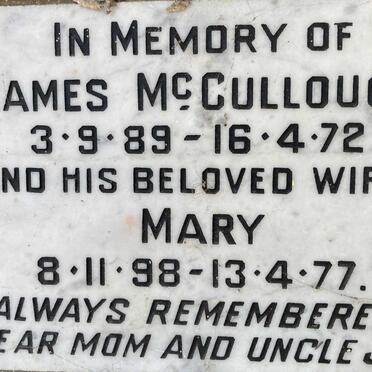 IN MEMORY OF
AMES MCCULLOUG
3·9·89-16·4·72
ND HIS BELOVED WIF
MARY
8·11·98-13·4·77.
ALWAYS REMEMBERE
EAR MOM AND UNCLE J